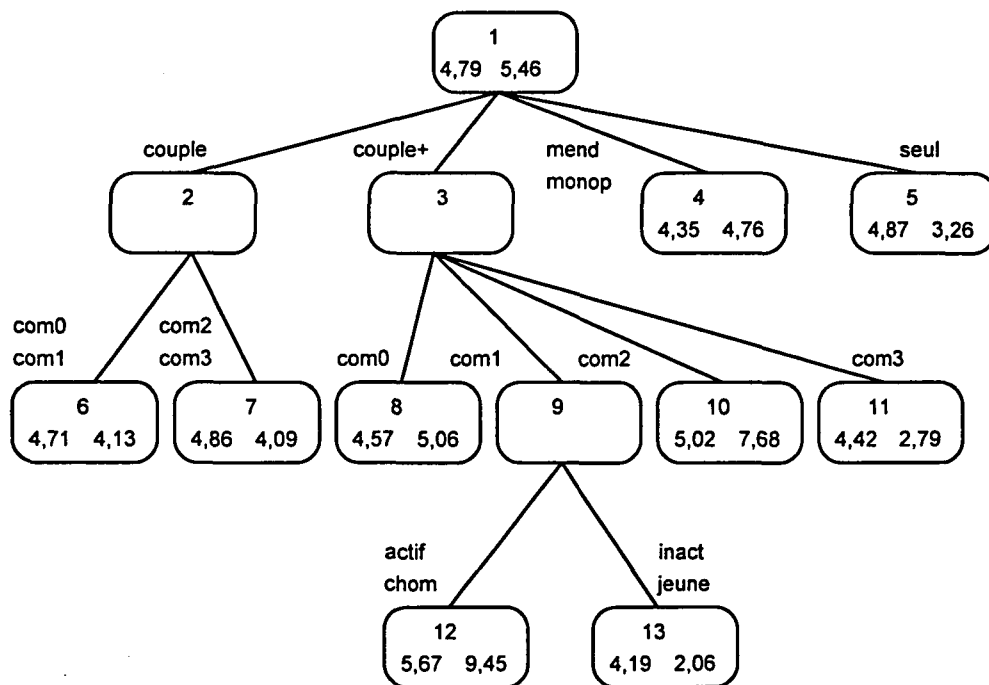 1
4,79 5,46
couple couple+ mend seul
monop
2 3 4 5
4,35 4,76 4,87 3,26
com0 com2
com1 com3 com0 com1 com2 com3
6 7 8 9 10 11
4,71 4,13 4,86 4,09 4,57 5,06 5,02 7,68 4,42 2,79
actif inact
chom jeune
12 13
5,67 9,45 4,19 2,06